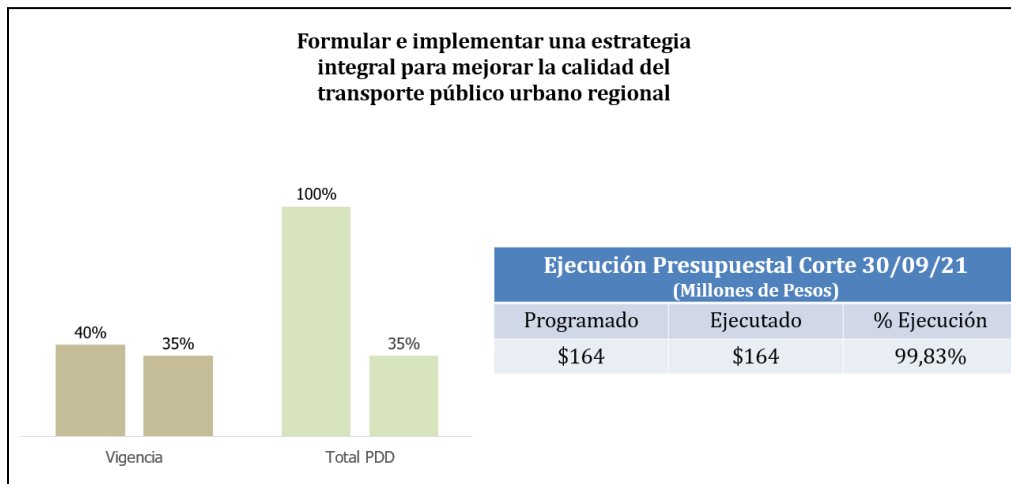 Formular e implementar una estrategia
integral para mejorar la calidad del
transporte público urbano regional
100%
40%
35%
35%
Vigencia
Total PDD
Ejecución Presupuestal Corte 30/09/21
(Millones de Pesos)
Programado Ejecutado % Ejecución
$164 $164 99,83%